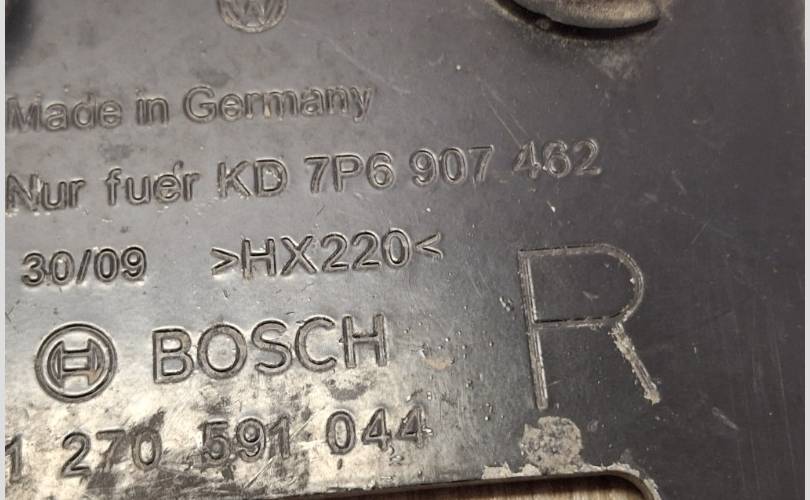 Made in Germany
Nur fuer KD 7P6 907 462
30/09 >HX220<
R
BOSCH
1 270 591 044